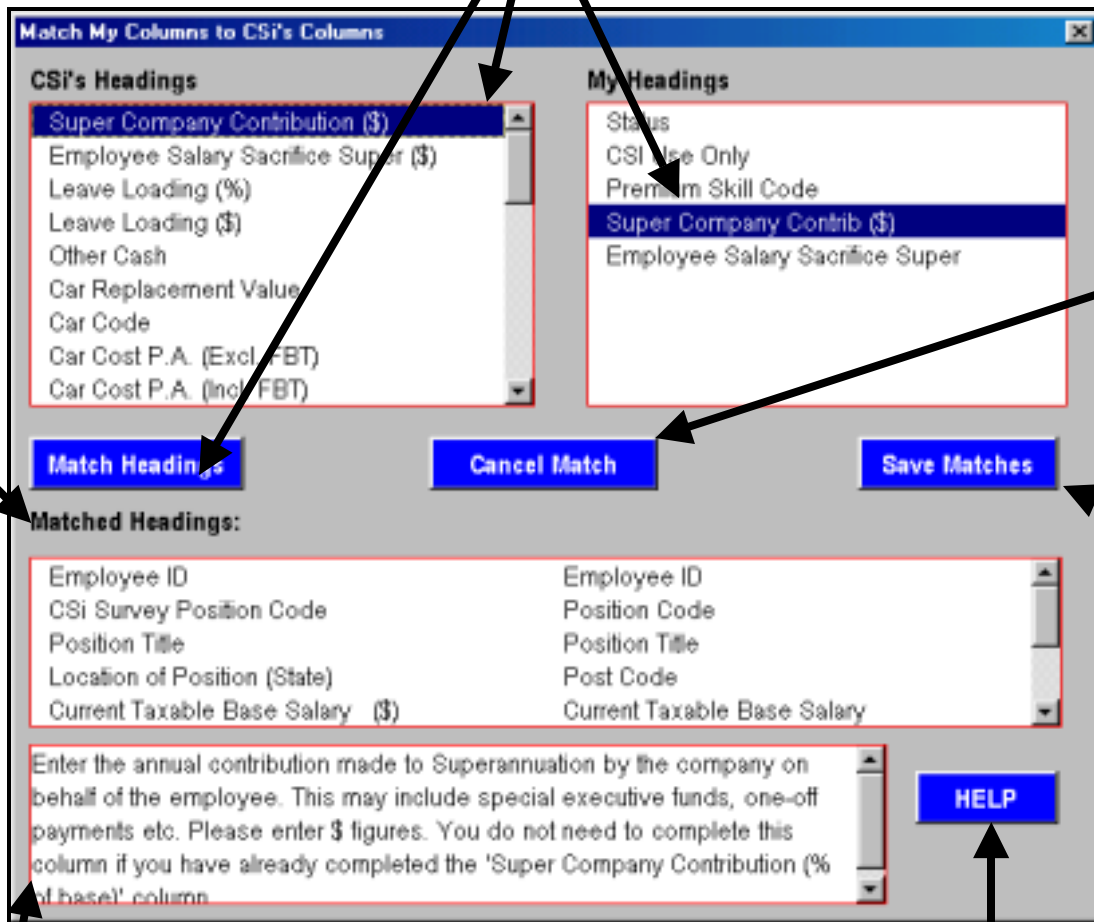 Match My Columns to CSi's Columns
CSi's Headings
Super Company Contribution ($)
Employee Salary Sacrifice Super ($)
Leave Loading (%)
Leave Loading ($)
Other Cash
Car Replacement Value
Car Code
Car Cost P.A. (Excl. FBT)
Car Cost P.A. (Incl. FBT)
My Headings
Status
CSI Use Only
Premium Skill Code
Super Company Contrib ($)
Employee Salary Sacrifice Super
Match Headings
Cancel Match
Save Matches
Matched Headings:
Employee ID Employee ID
CSi Survey Position Code Position Code
Position Title Position Title
Location of Position (State) Post Code
Current Taxable Base Salary ($) Current Taxable Base Salary
Enter the annual contribution made to Superannuation by the company on
behalf of the employee. This may include special executive funds, one-off
payments etc. Please enter $ figures. You do not need to complete this
column if you have already completed the 'Super Company Contribution (%
of base)' column
HELP